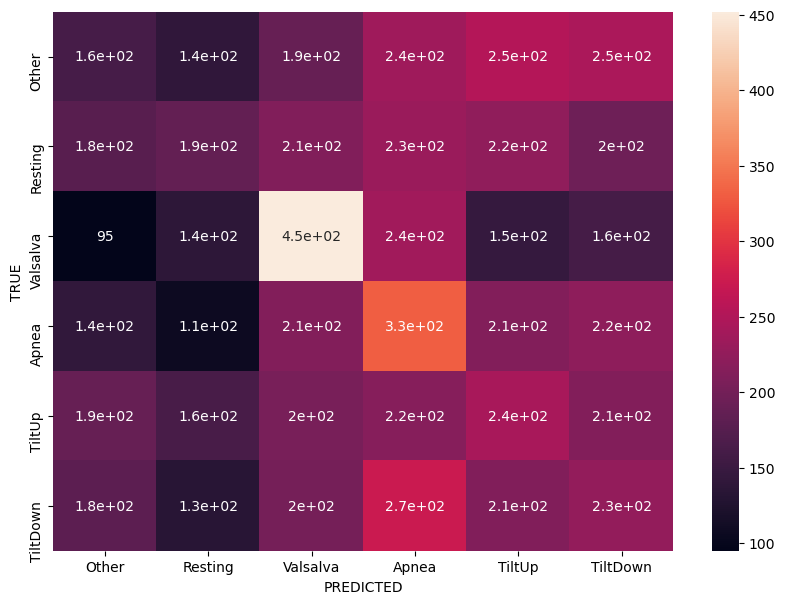 Other 1.6e+02 1.4e+02 1.9e+02 2.4e+02 2.5e+02 2.5e+02
Resting 1.8e+02 1.9e+02 2.1e+02 2.3e+02 2.2e+02 2e+02
Valsalva 95 1.4e+02 4.5e+02 2.4e+02 1.5e+02 1.6e+02
Apnea 1.4e+02 1.1e+02 2.1e+02 3.3e+02 2.1e+02 2.2e+02
TiltUp 1.9e+02 1.6e+02 2e+02 2.2e+02 2.4e+02 2.1e+02
TiltDown 1.8e+02 1.3e+02 2e+02 2.7e+02 2.1e+02 2.3e+02
TRUE
Other Resting Valsalva Apnea TiltUp TiltDown
PREDICTED
450
400
350
300
250
200
150
100